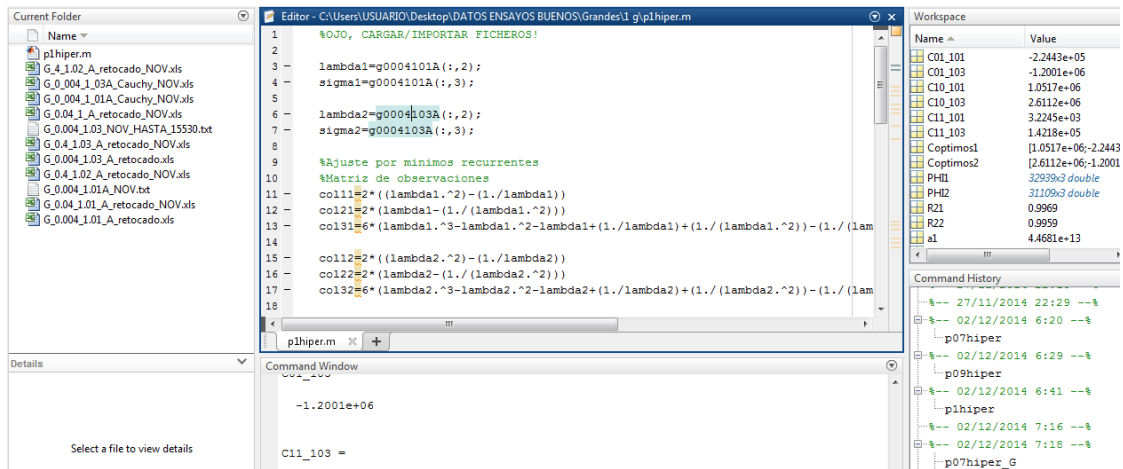 Current Folder
Name
p1hiper.m
G_4_1.02_A_retocado_NOV.xls
G_0_004_1_03A_Cauchy_NOV.xls
G_0_004_1_01A_Cauchy_NOV.xls
G_0.04_1_A_retocado_NOV.xls
G_0.004_1.03_NOV_HASTA_15530.txt
G_0.4_1.03_A_retocado_NOV.xls
G_0.004_1.03_A_retocado.xls
G_0.4_1.02_A_retocado_NOV.xls
G_0.004_1.01A_NOV.txt
G_0.04_1.01_A_retocado_NOV.xls
G_0.004_1.01_A_retocado.xls
Details
Select a file to view details
Editor - C:\Users\USUARIO\Desktop\DATOS ENSAYOS BUENOS\Grandes\1 g\p1hiper.m
1 %OJO, CARGAR/IMPORTAR FICHEROS!
2
3 - lambda1=g0004101A(:,2);
4 - sigma1=g0004101A(:,3);
5
6 - lambda2=g0004103A(:,2);
7 - sigma2=g0004103A(:,3);
8
9 %Ajuste por minimos recurrentes
10 %Matriz de observaciones
11 - col11=2*((lambda1.^2)-(1./lambda1))
12 - col21=2*(lambda1-(1./(lambda1.^2)))
13 - col31=6*(lambda1.^3-lambda1.^2-lambda1+(1./lambda1)+(1./(lambda1.^2))-(1./(lam
14
15 - col12=2*((lambda2.^2)-(1./lambda2))
16 - col22=2*(lambda2-(1./(lambda2.^2)))
17 - col32=6*(lambda2.^3-lambda2.^2-lambda2+(1./lambda2)+(1./(lambda2.^2))-(1./(lam
18
p1hiper.m
Command Window
C01_103
-1.2001e+06
C11_103 =
Workspace
Name Value
C01_101 -2.2443e+05
C01_103 -1.2001e+06
C10_101 1.0517e+06
C10_103 2.6112e+06
C11_101 3.2245e+03
C11_103 1.4218e+05
Coptimos1 [1.0517e+06;-2.2443
Coptimos2 [2.6112e+06;-1.2001
PHI1 32939x3 double
PHI2 31109x3 double
R21 0.9969
R22 0.9959
a1 4.4681e+13
Command History
%-- 27/11/2014 22:29 --%
%-- 02/12/2014 6:20 --%
p07hiper
%-- 02/12/2014 6:29 --%
p09hiper
%-- 02/12/2014 6:41 --%
p1hiper
%-- 02/12/2014 7:16 --%
%-- 02/12/2014 7:18 --%
p07hiper_G